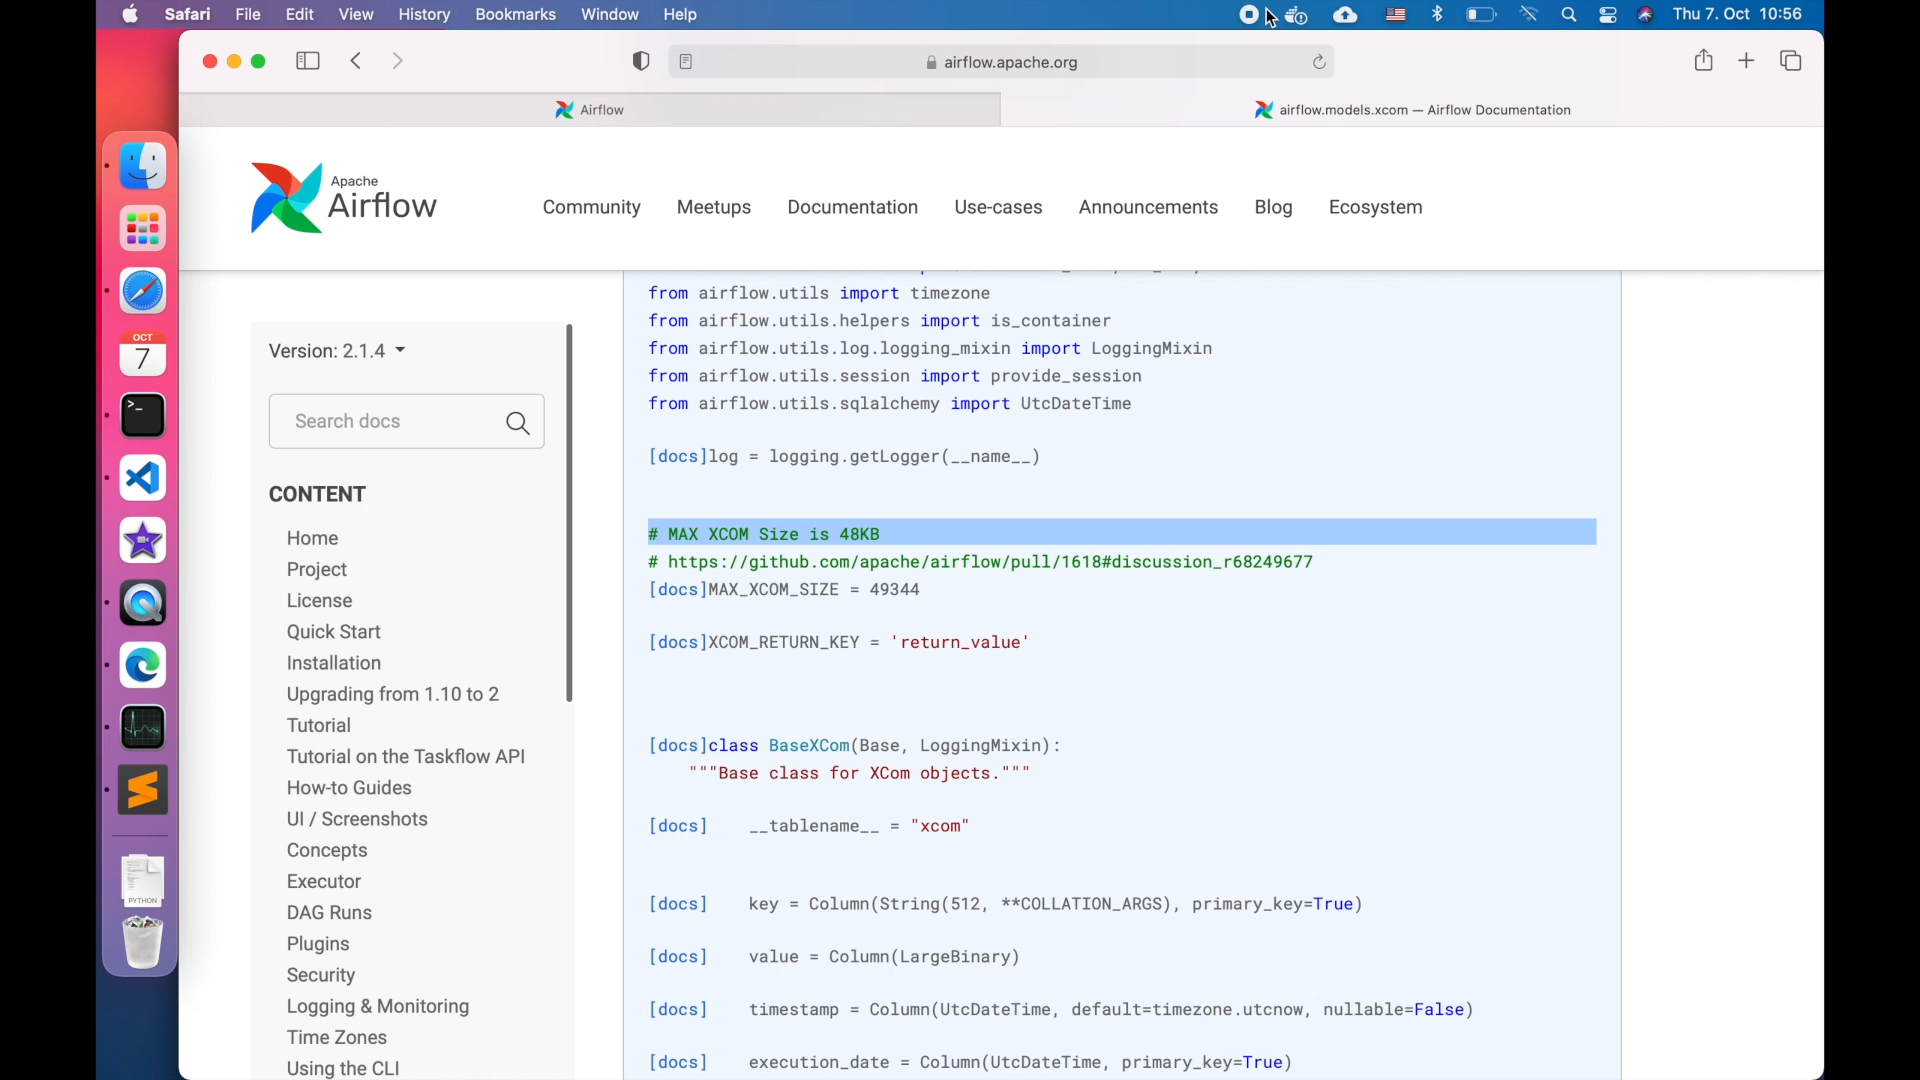 Safari File Edit View History Bookmarks Window Help Thu 7. Oct 10:56
airflow.apache.org
Airflow airflow.models.xcom — Airflow Documentation
Apache
Airflow
Community Meetups Documentation Use-cases Announcements Blog Ecosystem
OCT
7
>_
PYTHON
Version: 2.1.4
Search docs
CONTENT
Home
Project
License
Quick Start
Installation
Upgrading from 1.10 to 2
Tutorial
Tutorial on the Taskflow API
How-to Guides
UI / Screenshots
Concepts
Executor
DAG Runs
Plugins
Security
Logging & Monitoring
Time Zones
Using the CLI
from airflow.utils import timezone
from airflow.utils.helpers import is_container
from airflow.utils.log.logging_mixin import LoggingMixin
from airflow.utils.session import provide_session
from airflow.utils.sqlalchemy import UtcDateTime
[docs]log = logging.getLogger(__name__)
# MAX XCOM Size is 48KB
# https://github.com/apache/airflow/pull/1618#discussion_r68249677
[docs]MAX_XCOM_SIZE = 49344
[docs]XCOM_RETURN_KEY = 'return_value'
[docs]class BaseXCom(Base, LoggingMixin):
"""Base class for XCom objects."""
[docs] __tablename__ = "xcom"
[docs] key = Column(String(512, **COLLATION_ARGS), primary_key=True)
[docs] value = Column(LargeBinary)
[docs] timestamp = Column(UtcDateTime, default=timezone.utcnow, nullable=False)
[docs] execution_date = Column(UtcDateTime, primary_key=True)